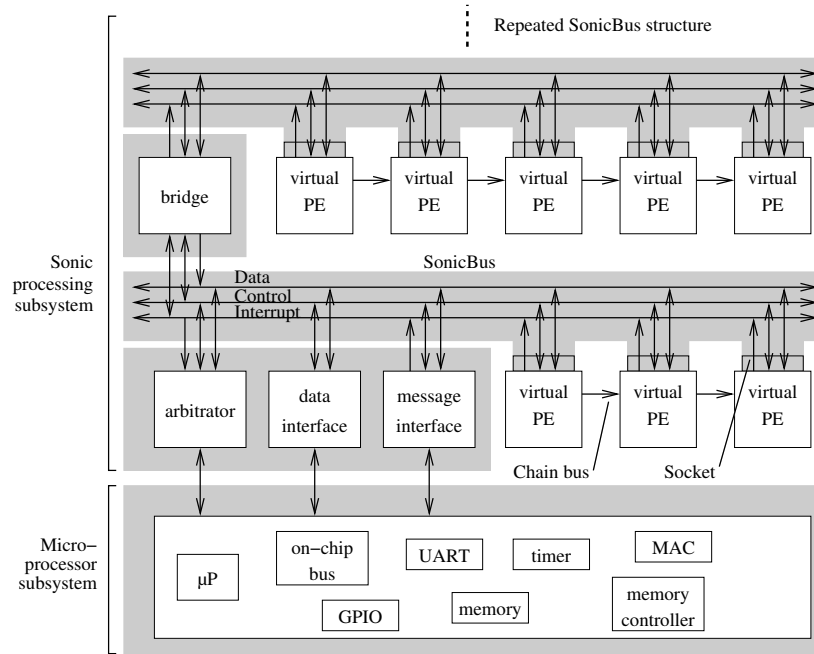 Repeated SonicBus structure
bridge
virtual
PE
virtual
PE
virtual
PE
virtual
PE
virtual
PE
Sonic
processing
subsystem
SonicBus
Data
Control
Interrupt
arbitrator
data
interface
message
interface
virtual
PE
virtual
PE
virtual
PE
Chain bus
Socket
Micro−
processor
subsystem
µP
on−chip
bus
UART
timer
MAC
GPIO
memory
memory
controller